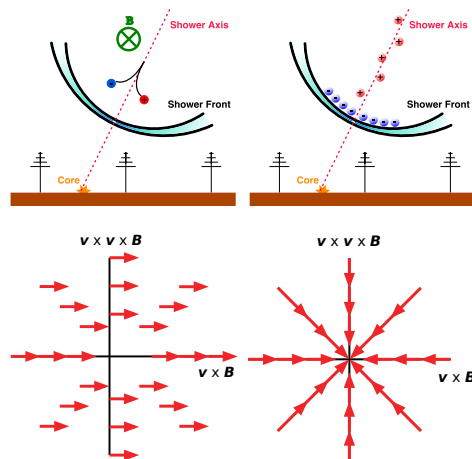 B
Shower Axis
Shower Front
Core
Shower Axis
+
+
+
+
+
-
+
- - - - - - - -
Shower Front
Core
v x v x B
v x B
v x v x B
v x B